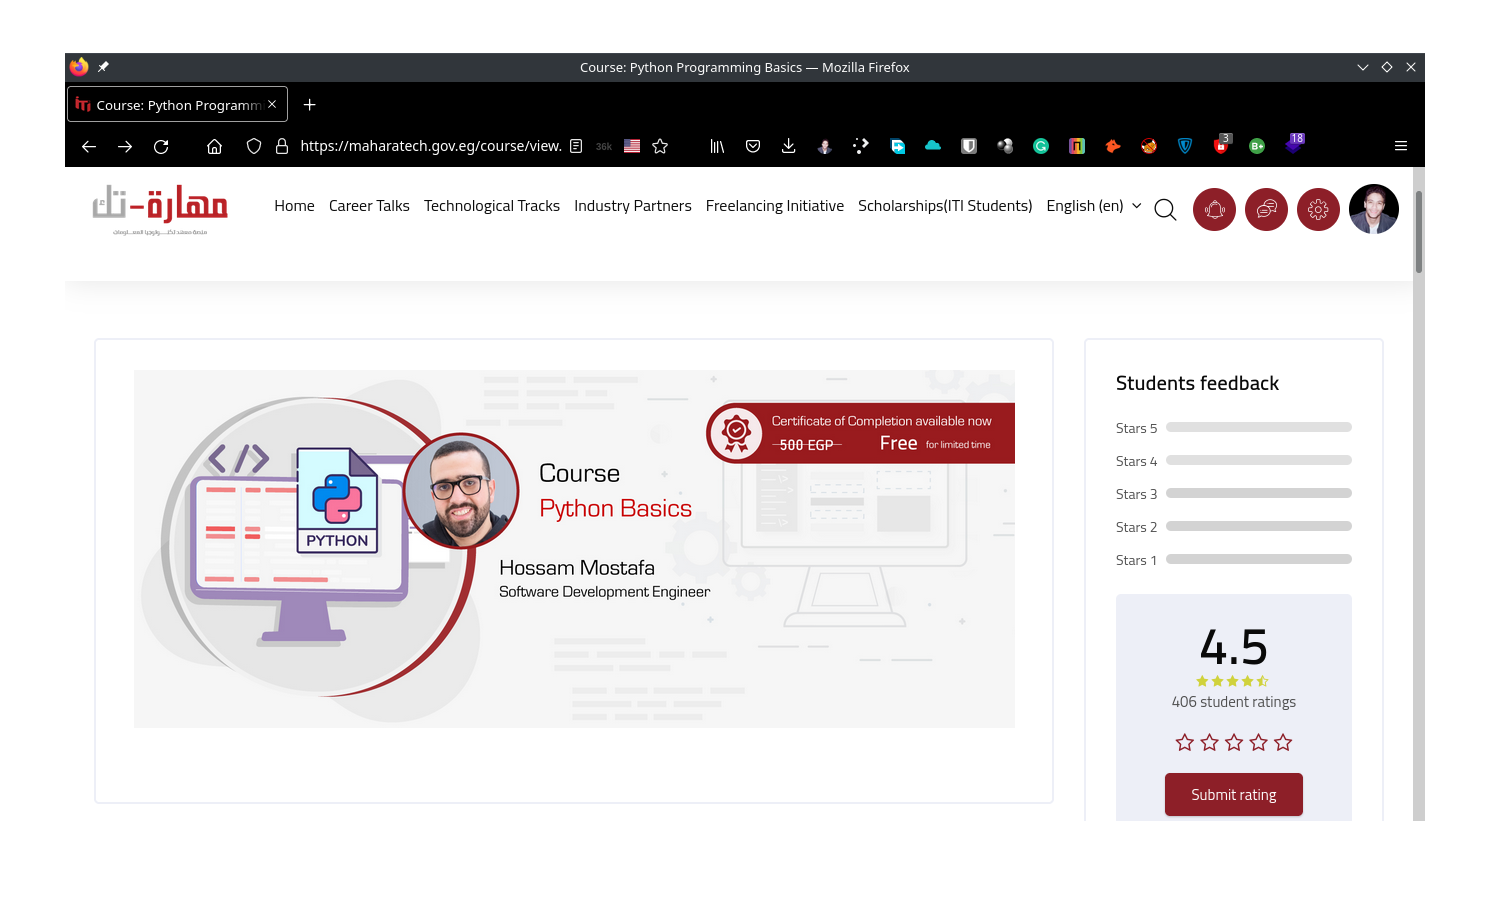 Course: Python Programming Basics — Mozilla Firefox
Course: Python Programm
https://maharatech.gov.eg/course/view.
36k
3
18
مهارة-تك
Home
Career Talks
Technological Tracks
Industry Partners
Freelancing Initiative
Scholarships(ITI Students)
English (en)
Certificate of Completion available now
500 EGP
Free
for limited time
PYTHON
Course
Python Basics
Hossam Mostafa
Software Development Engineer
Students feedback
Stars 5
Stars 4
Stars 3
Stars 2
Stars 1
4.5
406 student ratings
Submit rating